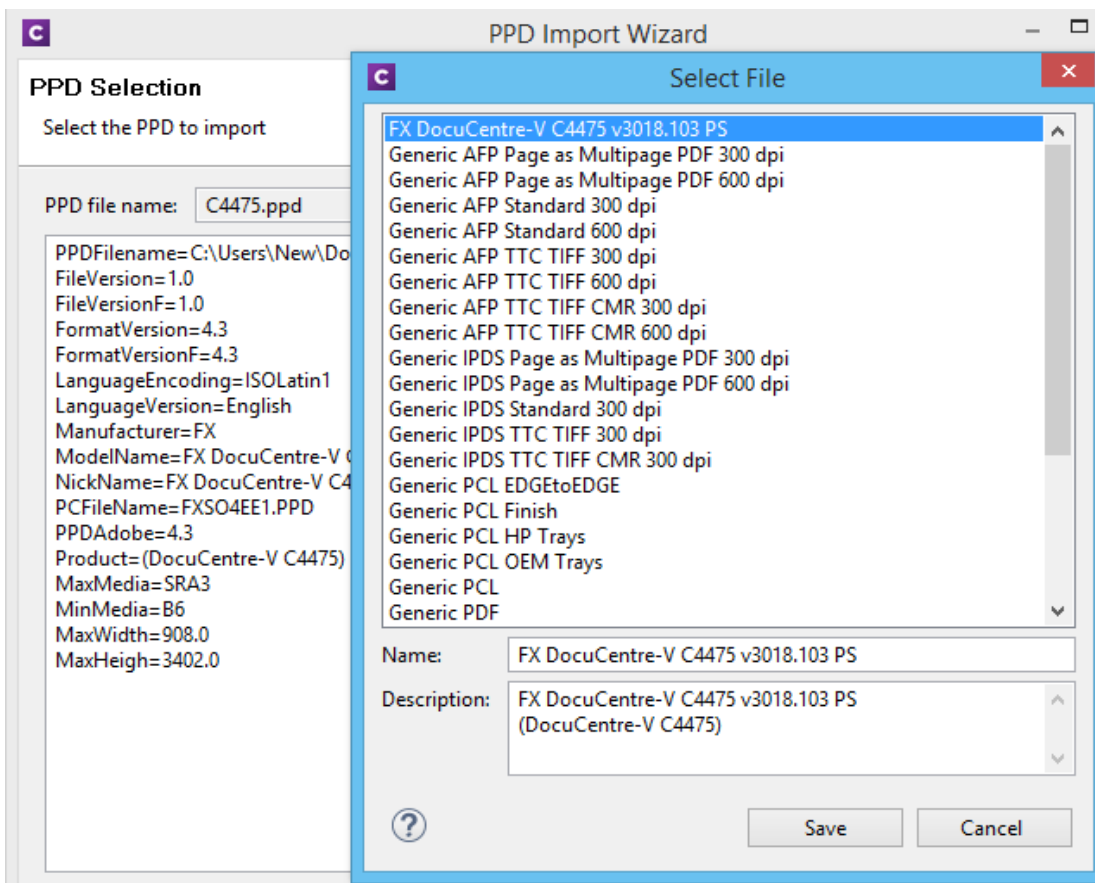 PPD Import Wizard
PPD Selection
Select the PPD to import
PPD file name: C4475.ppd
PPDFilename=C:\Users\New\Do
FileVersion=1.0
FileVersionF=1.0
FormatVersion=4.3
FormatVersionF=4.3
LanguageEncoding=ISOLatin1
LanguageVersion=English
Manufacturer=FX
ModelName=FX DocuCentre-V
NickName=FX DocuCentre-V C4
PCFileName=FXSO4EE1.PPD
PPDAdobe=4.3
Product=(DocuCentre-V C4475)
MaxMedia=SRA3
MinMedia=B6
MaxWidth=908.0
MaxHeigh=3402.0
Select File
FX DocuCentre-V C4475 v3018.103 PS
Generic AFP Page as Multipage PDF 300 dpi
Generic AFP Page as Multipage PDF 600 dpi
Generic AFP Standard 300 dpi
Generic AFP Standard 600 dpi
Generic AFP TTC TIFF 300 dpi
Generic AFP TTC TIFF 600 dpi
Generic AFP TTC TIFF CMR 300 dpi
Generic AFP TTC TIFF CMR 600 dpi
Generic IPDS Page as Multipage PDF 300 dpi
Generic IPDS Page as Multipage PDF 600 dpi
Generic IPDS Standard 300 dpi
Generic IPDS TTC TIFF 300 dpi
Generic IPDS TTC TIFF CMR 300 dpi
Generic PCL EDGEtoEDGE
Generic PCL Finish
Generic PCL HP Trays
Generic PCL OEM Trays
Generic PCL
Generic PDF
Name: FX DocuCentre-V C4475 v3018.103 PS
Description: FX DocuCentre-V C4475 v3018.103 PS
(DocuCentre-V C4475)
Save Cancel